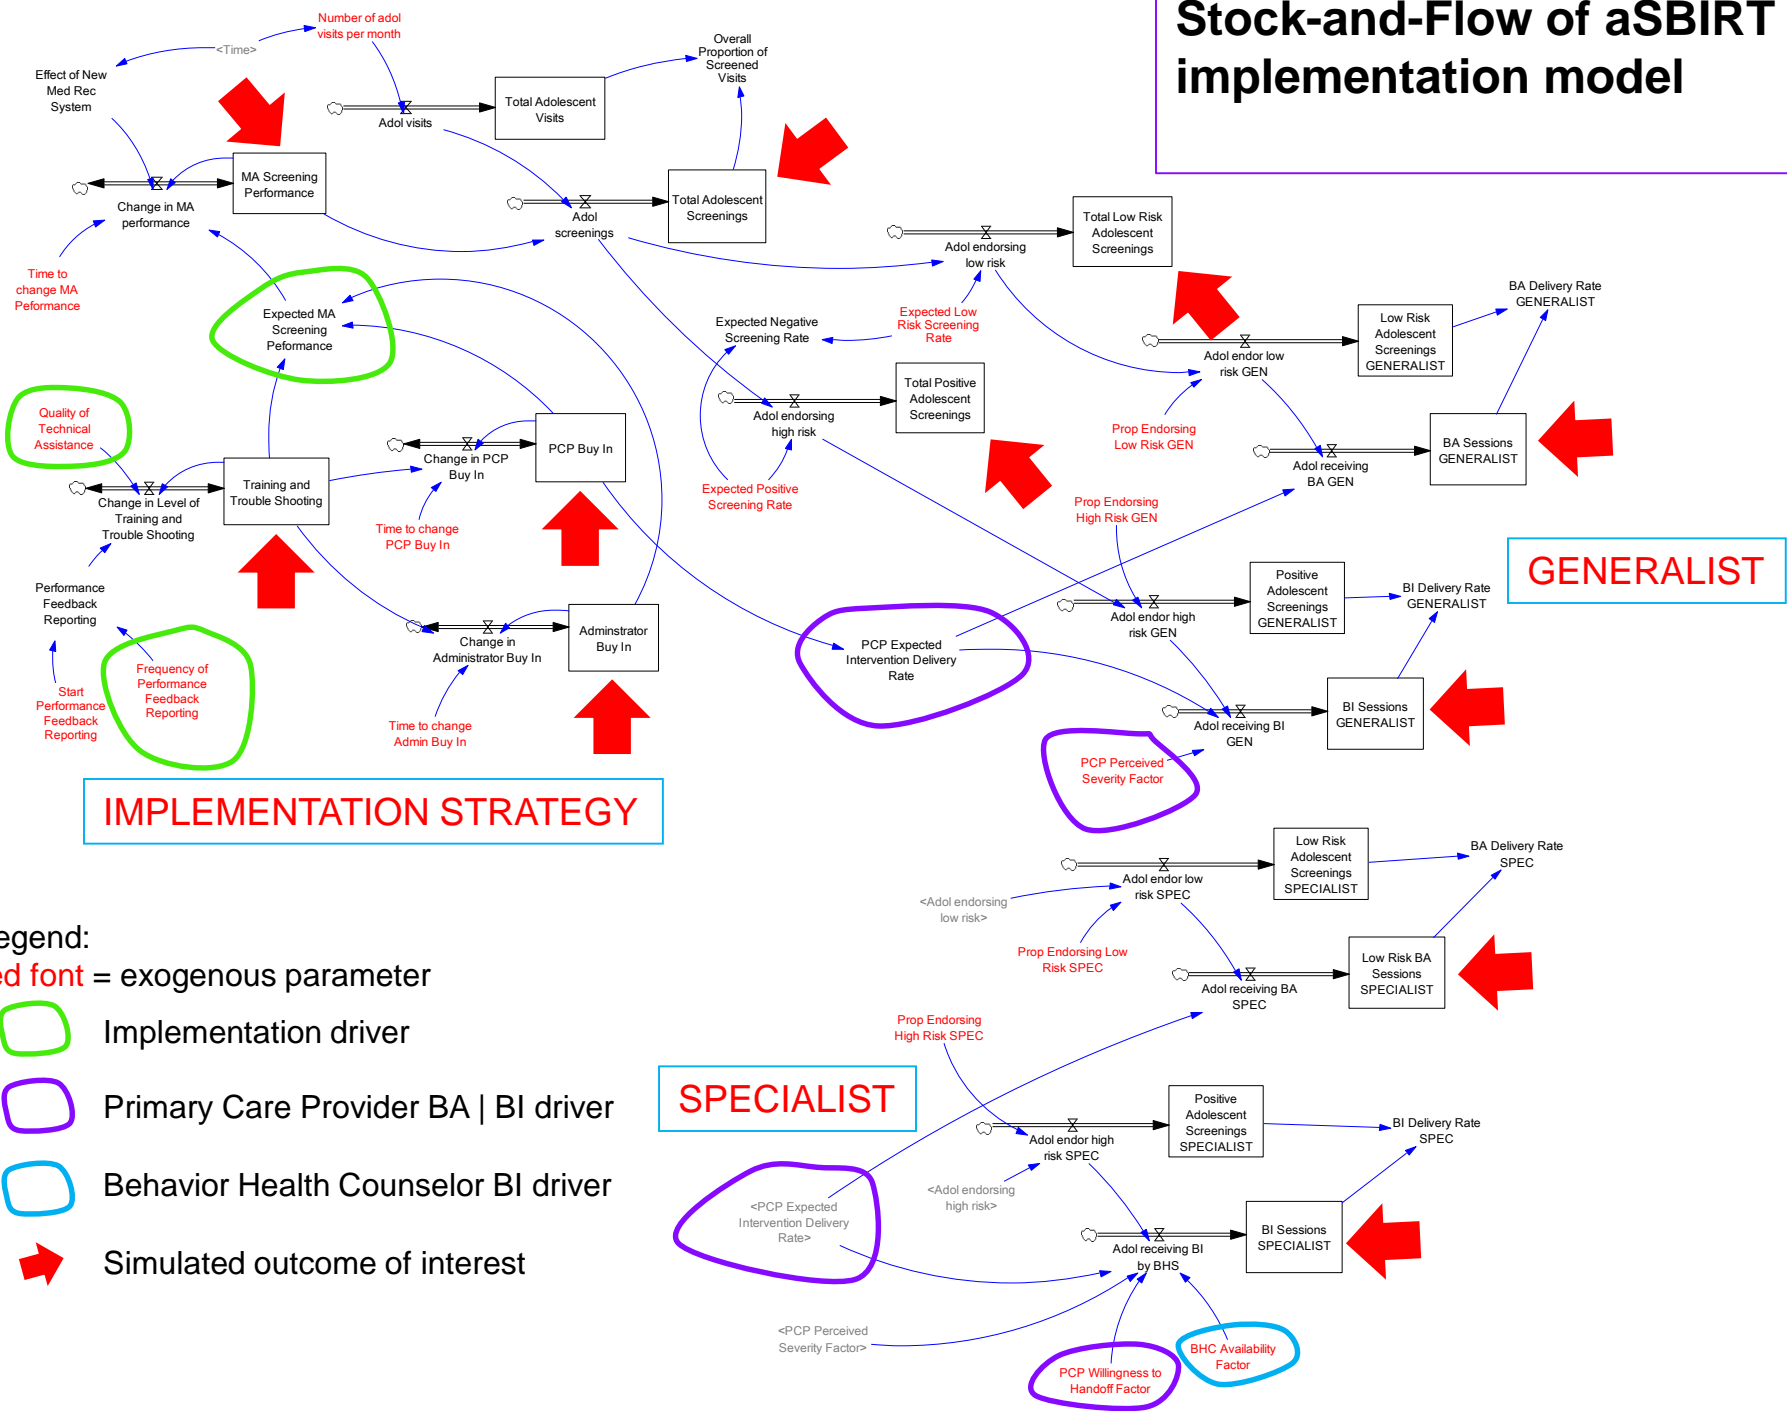 Stock-and-Flow of aSBIRT
implementation model
Number of adol
visits per month
<Time>
Effect of New
Med Rec
System
Overall
Proportion of
Screened
Visits
Adol visits
Total Adolescent
Visits
MA Screening
Performance
Change in MA
performance
Time to
change MA
Peformance
Adol
screenings
Total Adolescent
Screenings
Total Low Risk
Adolescent
Screenings
Adol endorsing
low risk
Expected MA
Screening
Peformance
Expected Negative
Screening Rate
Expected Low
Risk Screening
Rate
BA Delivery Rate
GENERALIST
Low Risk
Adolescent
Screenings
GENERALIST
Adol endor low
risk GEN
Total Positive
Adolescent
Screenings
Adol endorsing
high risk
Prop Endorsing
Low Risk GEN
BA Sessions
GENERALIST
Adol receiving
BA GEN
Quality of
Technical
Assistance
PCP Buy In
Change in PCP
Buy In
Training and
Trouble Shooting
Change in Level of
Training and
Trouble Shooting
Expected Positive
Screening Rate
Prop Endorsing
High Risk GEN
Time to change
PCP Buy In
GENERALIST
Performance
Feedback
Reporting
Positive
Adolescent
Screenings
GENERALIST
BI Delivery Rate
GENERALIST
Adol endor high
risk GEN
Adminstrator
Buy In
Change in
Administrator Buy In
PCP Expected
Intervention Delivery
Rate
Frequency of
Performance
Feedback
Reporting
Start
Performance
Feedback
Reporting
Time to change
Admin Buy In
BI Sessions
GENERALIST
Adol receiving BI
GEN
PCP Perceived
Severity Factor
IMPLEMENTATION STRATEGY
Low Risk
Adolescent
Screenings
SPECIALIST
BA Delivery Rate
SPEC
Adol endor low
risk SPEC
<Adol endorsing
low risk>
Prop Endorsing Low
Risk SPEC
Low Risk BA
Sessions
SPECIALIST
Adol receiving BA
SPEC
egend:
ed font = exogenous parameter
Implementation driver
Primary Care Provider BA | BI driver
Behavior Health Counselor BI driver
Simulated outcome of interest
Prop Endorsing
High Risk SPEC
SPECIALIST
Positive
Adolescent
Screenings
SPECIALIST
BI Delivery Rate
SPEC
Adol endor high
risk SPEC
<Adol endorsing
high risk>
<PCP Expected
Intervention Delivery
Rate>
BI Sessions
SPECIALIST
Adol receiving BI
by BHS
<PCP Perceived
Severity Factor>
PCP Willingness to
Handoff Factor
BHC Availability
Factor